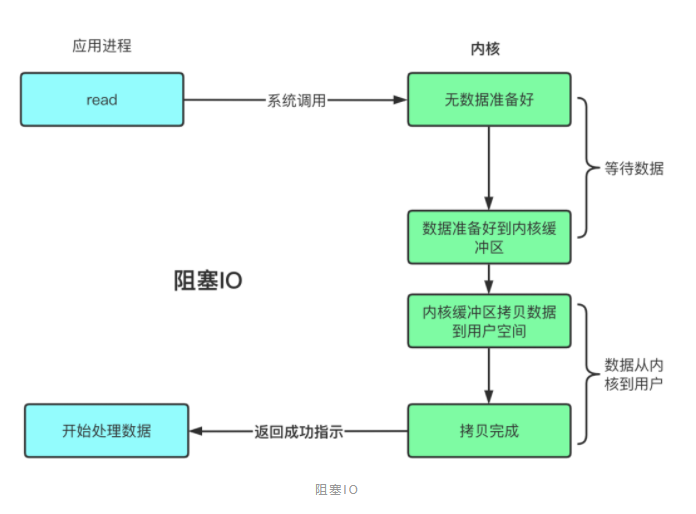 应用进程
内核
read
系统调用
无数据准备好
等待数据
数据准备好到内核缓
冲区
阻塞IO
内核缓冲区拷贝数据
到用户空间
数据从内
核到用户
开始处理数据
返回成功指示
拷贝完成
阻塞IO